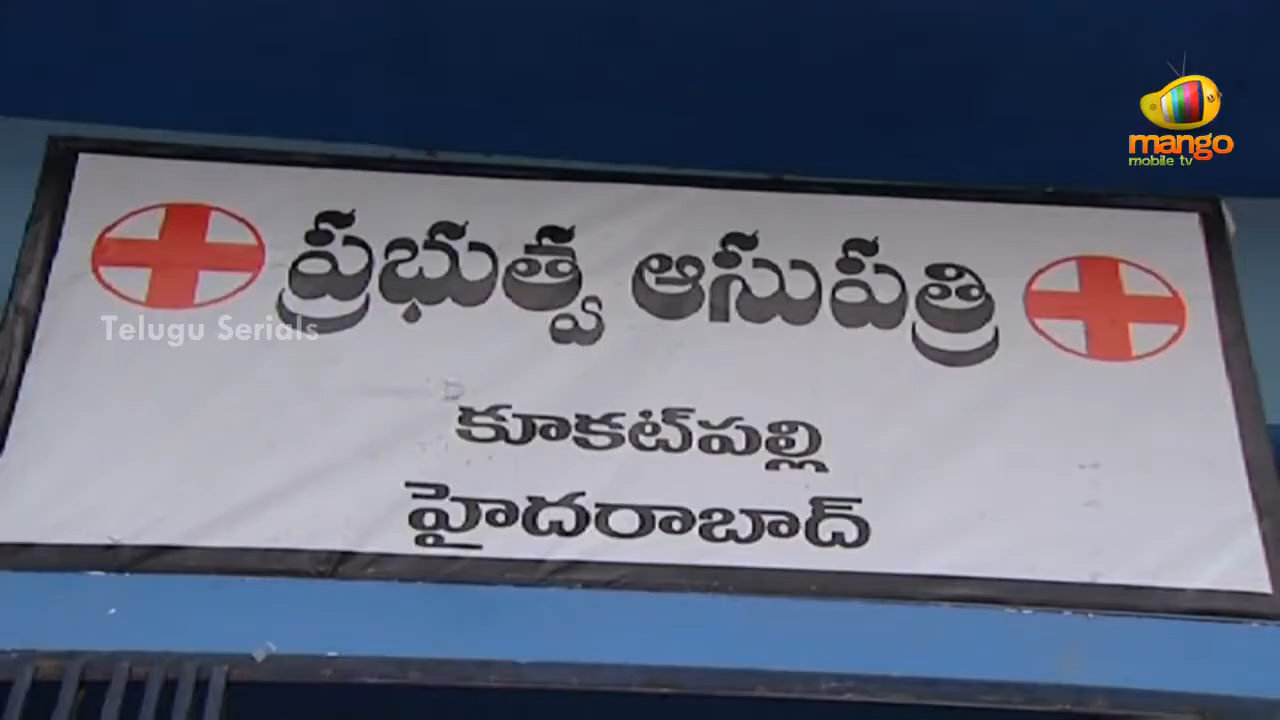 mango
mobile tv
ప్రభుత్వ ఆసుపత్రి
Telugu Serials
కూకట్‌పల్లి
హైదరాబాద్